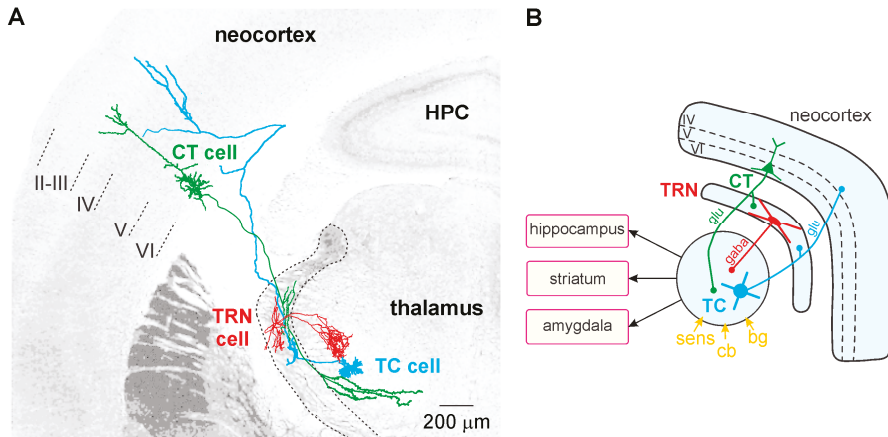 A
neocortex
HPC
CT cell
II-III
IV
V
VI
thalamus
TRN
cell
TC cell
200 μm
B
neocortex
IV
V
VI
CT
TRN
glu
glu
gaba
TC
hippocampus
striatum
amygdala
sens
cb
bg